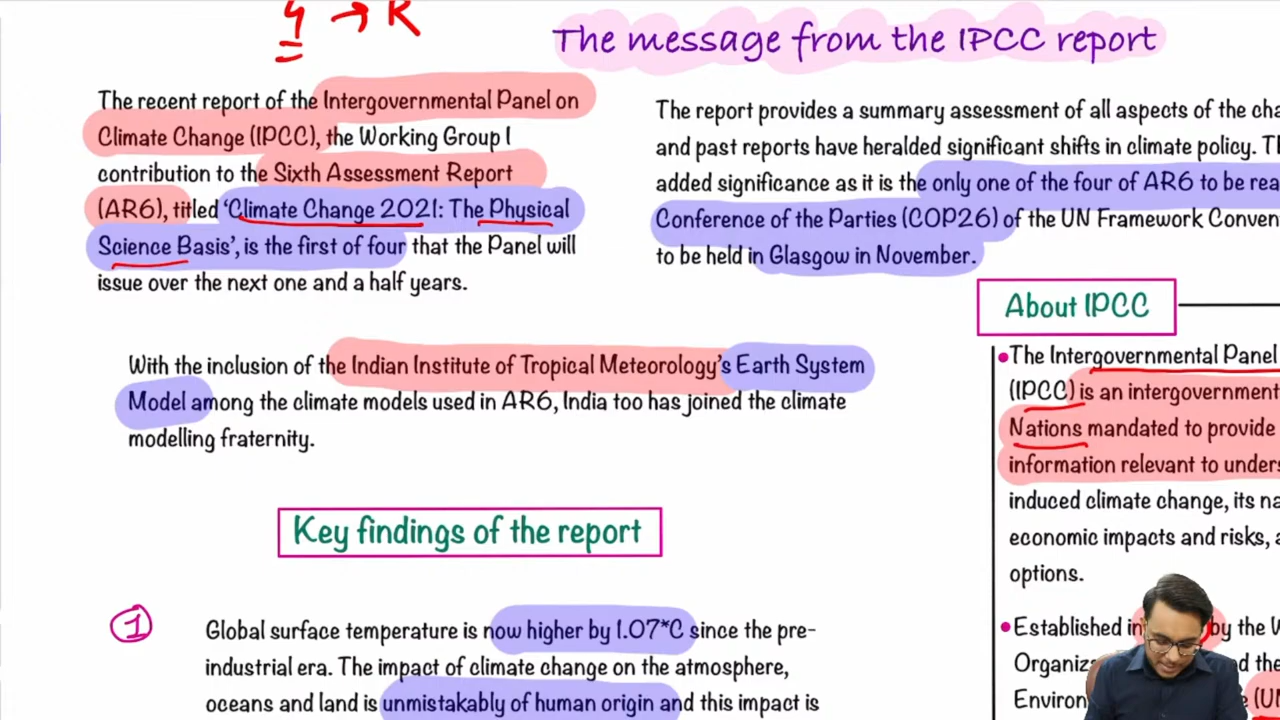 4 → R
The message from the IPCC report
The recent report of the Intergovernmental Panel on
Climate Change (IPCC), the Working Group I
contribution to the Sixth Assessment Report
(AR6), titled ‘Climate Change 2021: The Physical
Science Basis’, is the first of four that the Panel will
issue over the next one and a half years.
With the inclusion of the Indian Institute of Tropical Meteorology’s Earth System
Model among the climate models used in AR6, India too has joined the climate
modelling fraternity.
Key findings of the report
1
Global surface temperature is now higher by 1.07*C since the pre-
industrial era. The impact of climate change on the atmosphere,
oceans and land is unmistakably of human origin and this impact is
The report provides a summary assessment of all aspects of the
and past reports have heralded significant shifts in climate policy.
added significance as it is the only one of the four of AR6 to be
Conference of the Parties (COP26) of the UN Framework
to be held in Glasgow in November.
About IPCC
The Intergovernmental Panel
(IPCC) is an
Nations mandated to provide
information relevant to
induced climate change, its
economic impacts and risks,
options.
Established in by the
the